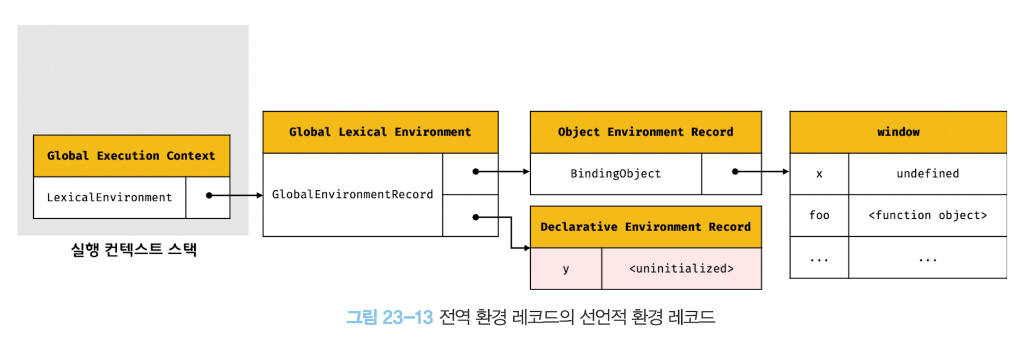 Global Execution Context
LexicalEnvironment
실행 컨텍스트 스택
Global Lexical Environment
GlobalEnvironmentRecord
Object Environment Record
BindingObject
Declarative Environment Record
y <uninitialized>
window
x undefined
foo <function object>
... ...
그림 23-13 전역 환경 레코드의 선언적 환경 레코드